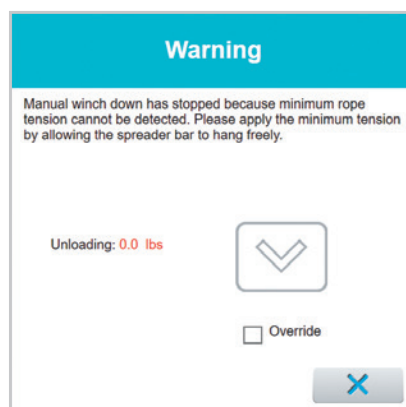 Warning
Manual winch down has stopped because minimum rope
tension cannot be detected. Please apply the minimum tension
by allowing the spreader bar to hang freely.
Unloading: 0.0 lbs
Override